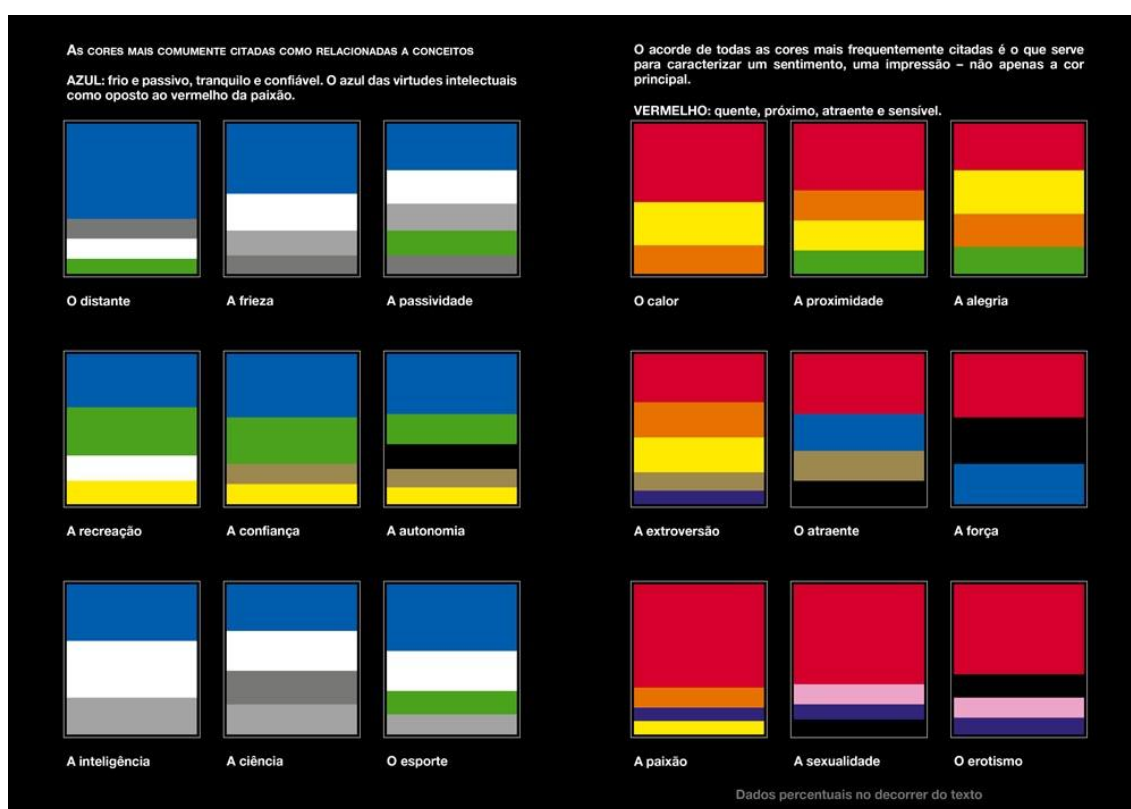 AS CORES MAIS COMUMENTE CITADAS COMO RELACIONADAS A CONCEITOS
AZUL: frio e passivo, tranquilo e confiável. O azul das virtudes intelectuais
como oposto ao vermelho da paixão.
O distante
A frieza
A passividade
A recreação
A confiança
A autonomia
A inteligência
A ciência
O esporte
O acorde de todas as cores mais frequentemente citadas é o que serve
para caracterizar um sentimento, uma impressão – não apenas a cor
principal.
VERMELHO: quente, próximo, atraente e sensível.
O calor
A proximidade
A alegria
A extroversão
O atraente
A força
A paixão
A sexualidade
O erotismo
Dados percentuais no decorrer do texto